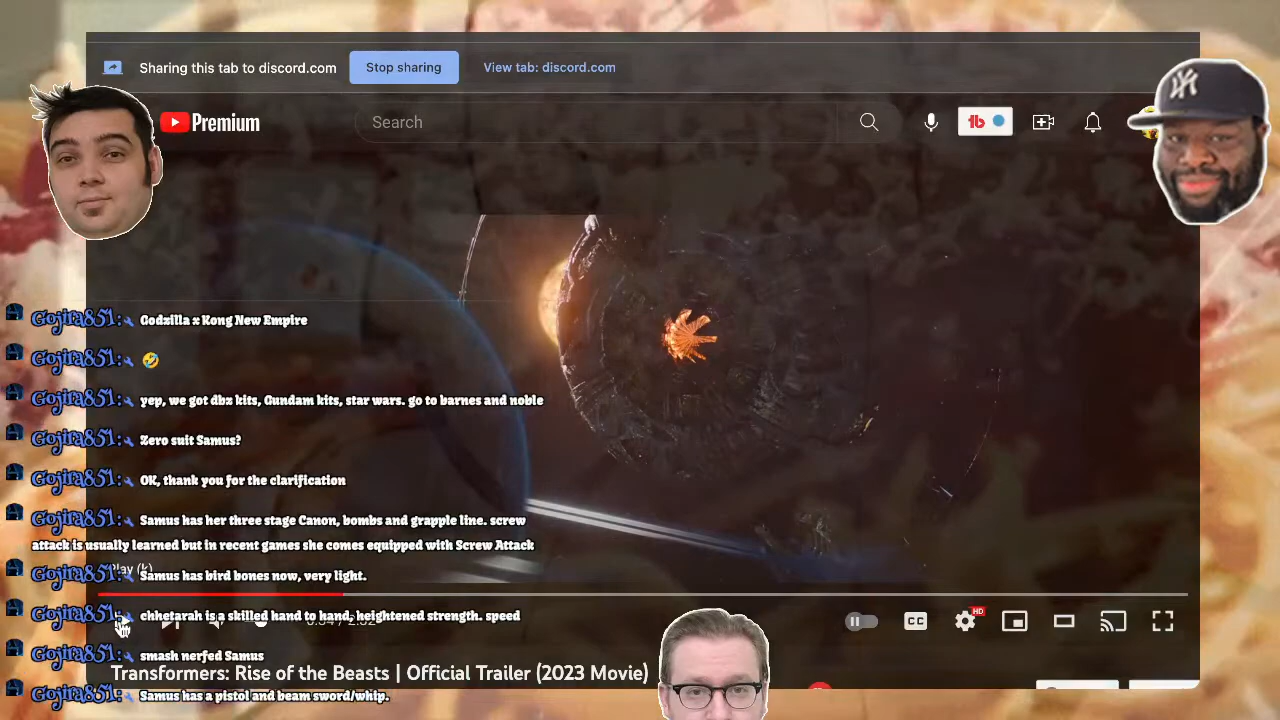 Sharing this tab to discord.com
Stop sharing
View tab: discord.com
Premium
Search
Gojira851: Godzilla x Kong New Empire
Gojira851: 🤣
Gojira851: yep, we got dbz kits, Gundam kits, star wars. go to barnes and noble
Gojira851: Zero suit Samus?
Gojira851: OK, thank you for the clarification
Gojira851: Samus has her three stage Canon, bombs and grapple line. screw
attack is usually learned but in recent games she comes equipped with Screw Attack
Play (k)
Gojira851: Samus has bird bones now, very light.
Gojira851: chhetarah is a skilled hand to hand, heightened strength. speed
CC
HD
Gojira851: smash nerfed Samus
Transformers: Rise of the Beasts | Official Trailer (2023 Movie)
Gojira851: Samus has a pistol and beam sword/whip.